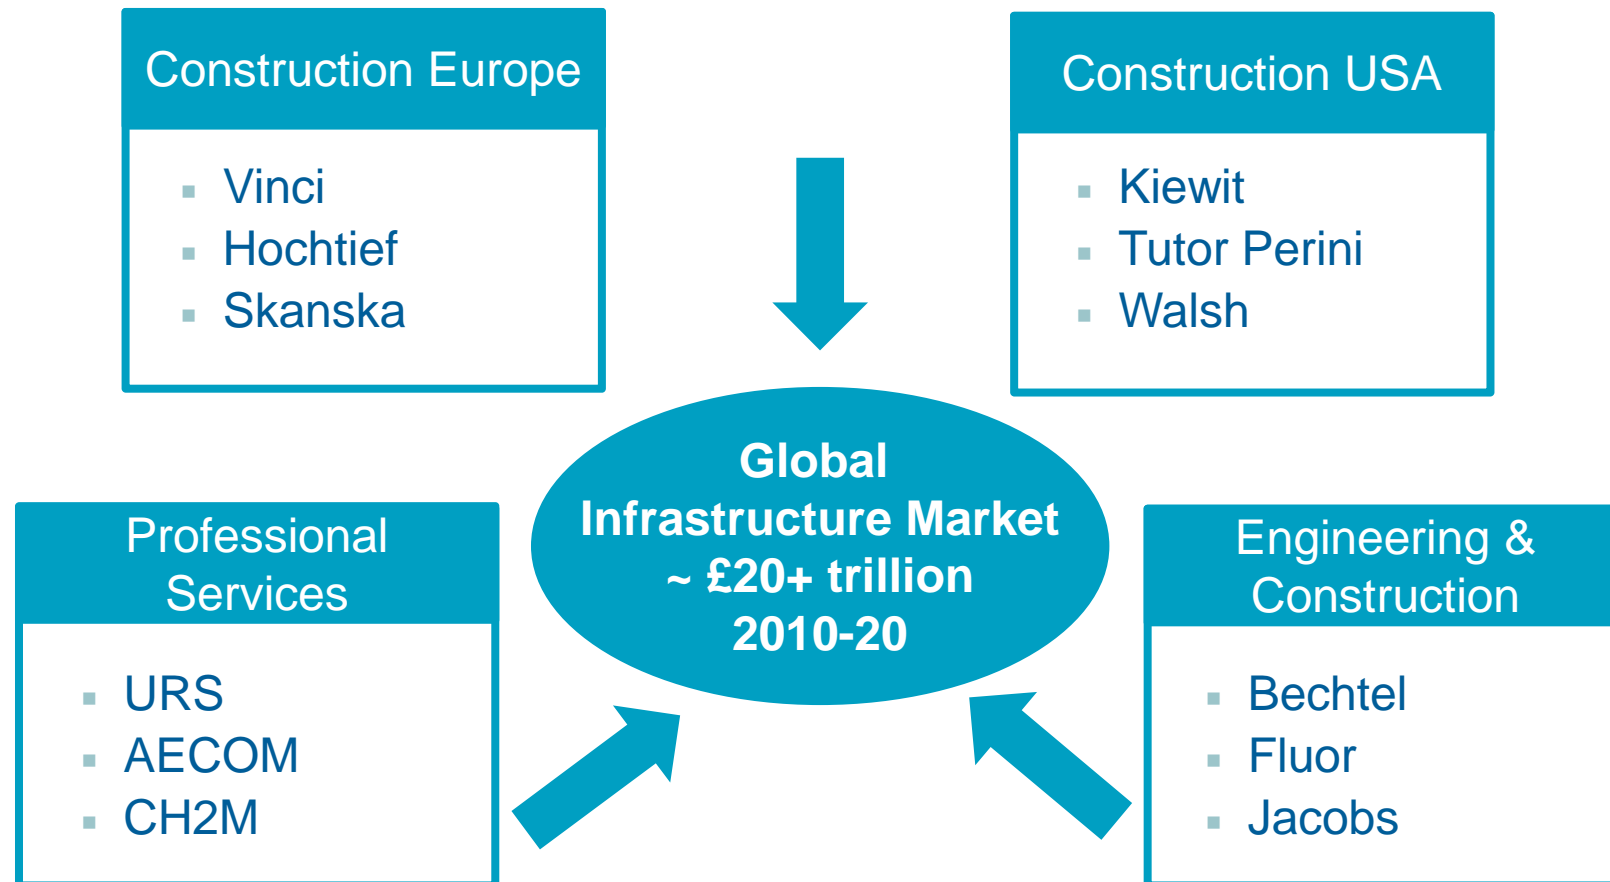 Construction Europe
Vinci
Hochtief
Skanska
Construction USA
Kiewit
Tutor Perini
Walsh
Global
Infrastructure Market
~ £20+ trillion
2010-20
Professional
Services
URS
AECOM
CH2M
Engineering &
Construction
Bechtel
Fluor
Jacobs